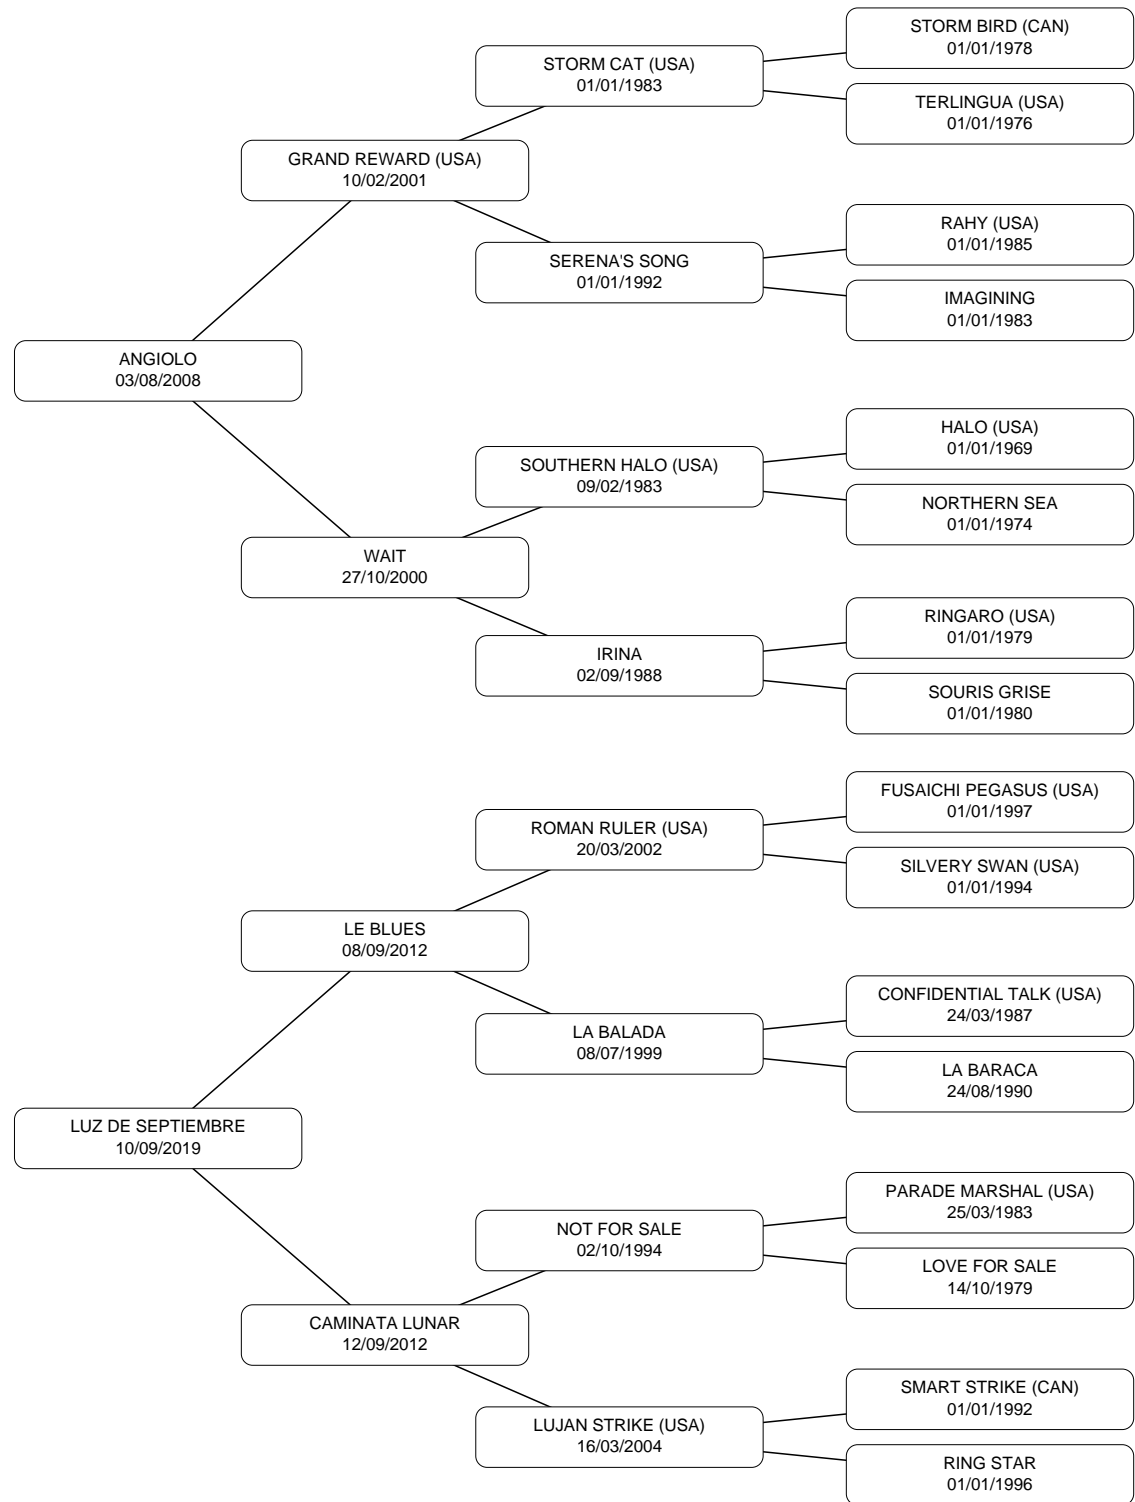 STORM BIRD (CAN)
01/01/1978
STORM CAT (USA)
01/01/1983
TERLINGUA (USA)
01/01/1976
GRAND REWARD (USA)
10/02/2001
RAHY (USA)
01/01/1985
SERENA'S SONG
01/01/1992
IMAGINING
01/01/1983
ANGIOLO
03/08/2008
HALO (USA)
01/01/1969
SOUTHERN HALO (USA)
09/02/1983
NORTHERN SEA
01/01/1974
WAIT
27/10/2000
RINGARO (USA)
01/01/1979
IRINA
02/09/1988
SOURIS GRISE
01/01/1980
FUSAICHI PEGASUS (USA)
01/01/1997
ROMAN RULER (USA)
20/03/2002
SILVERY SWAN (USA)
01/01/1994
LE BLUES
08/09/2012
CONFIDENTIAL TALK (USA)
24/03/1987
LA BALADA
08/07/1999
LA BARACA
24/08/1990
LUZ DE SEPTIEMBRE
10/09/2019
PARADE MARSHAL (USA)
25/03/1983
NOT FOR SALE
02/10/1994
LOVE FOR SALE
14/10/1979
CAMINATA LUNAR
12/09/2012
SMART STRIKE (CAN)
01/01/1992
LUJAN STRIKE (USA)
16/03/2004
RING STAR
01/01/1996